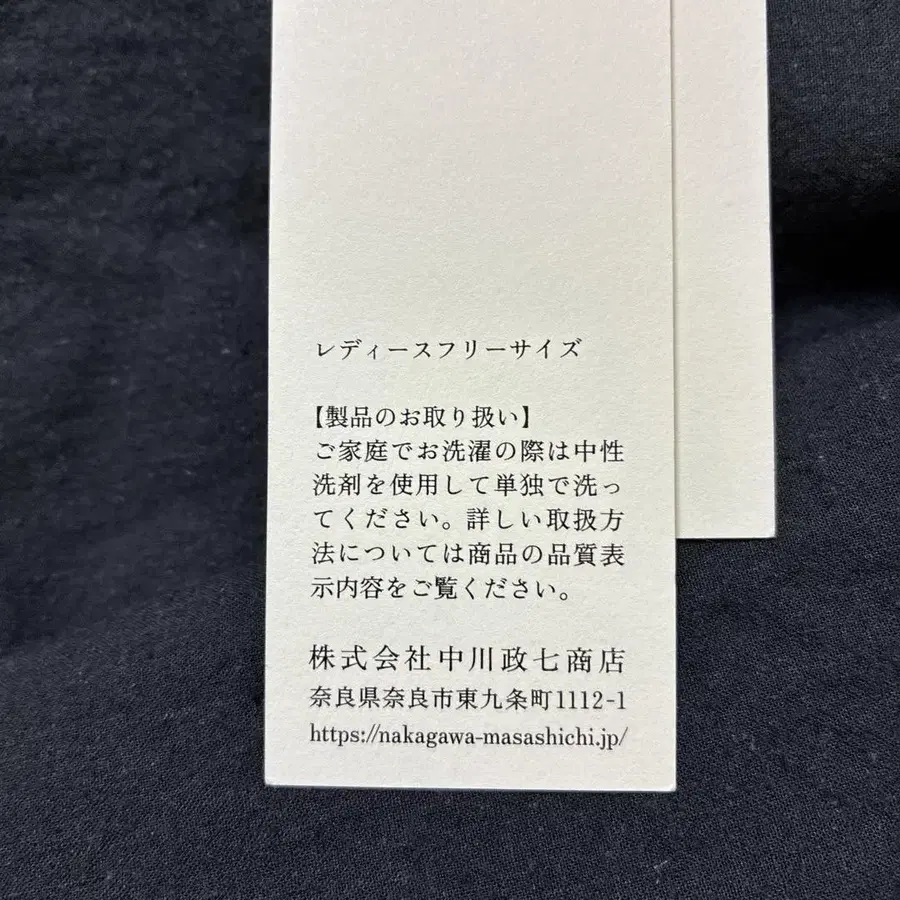 レディースフリーサイズ
【製品のお取り扱い】
ご家庭でお洗濯の際は中性
洗剤を使用して単独で洗っ
てください。詳しい取扱方
法については商品の品質表
示内容をご覧ください。
株式会社中川政七商店
奈良県奈良市東九条町1112-1
https://nakagawa-masashichi.jp/